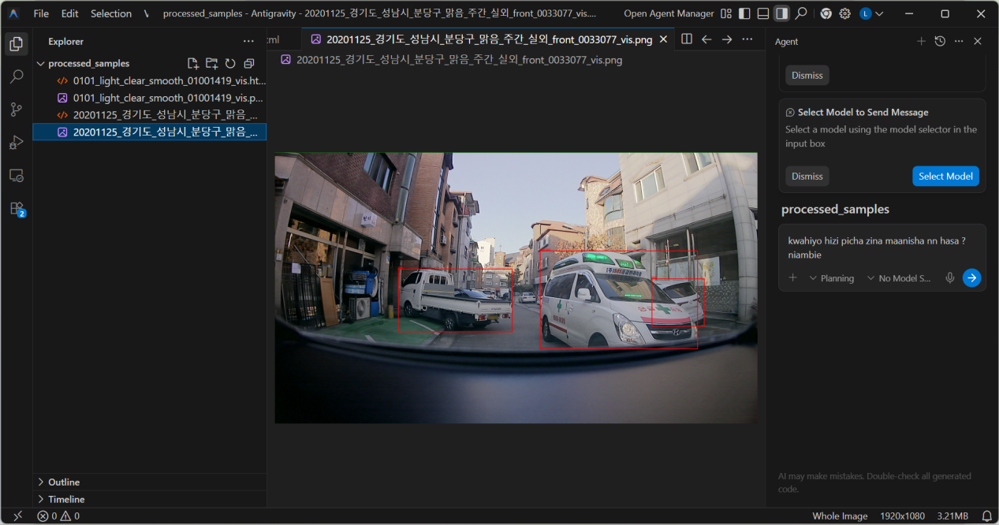 File Edit Selection V
processed_samples - Antigravity - 20201125_경기도_성남시_분당구_맑음_주간_실외_front_0033077_vis....
Open Agent Manager
L
Explorer
processed_samples
0101_light_clear_smooth_01001419_vis.ht...
0101_light_clear_smooth_01001419_vis.p...
20201125_경기도_성남시_분당구_맑음_...
20201125_경기도_성남시_분당구_맑음_...
2
Outline
Timeline
ml
20201125_경기도_성남시_분당구_맑음_주간_실외_front_0033077_vis.png
20201125_경기도_성남시_분당구_맑음_주간_실외_front_0033077_vis.png
Agent
Dismiss
Select Model to Send Message
Select a model using the model selector in the
input box
Dismiss
Select Model
processed_samples
kwahiyo hizi picha zina maanisha nn hasa ?
niambie
Planning
No Model S...
AI may make mistakes. Double-check all generated
code.
0 0
Whole Image 1920x1080 3.21MB